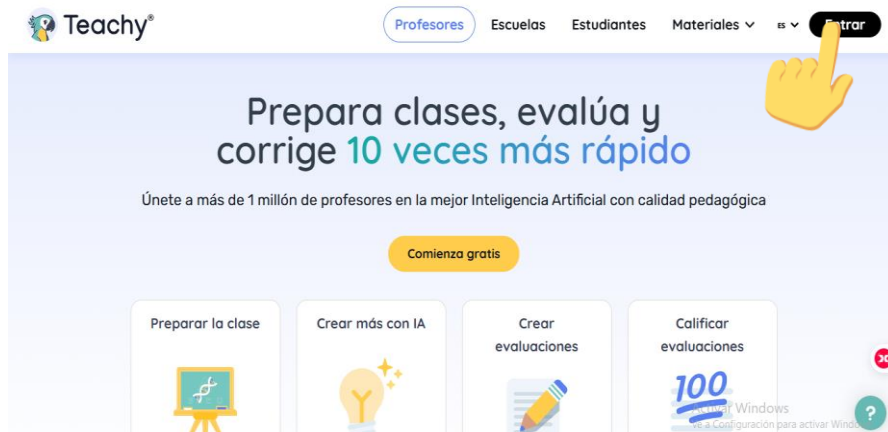 Teachy®
Profesores Escuelas Estudiantes Materiales ES Entrar
Prepara clases, evalúa y
corrige 10 veces más rápido
Únete a más de 1 millón de profesores en la mejor Inteligencia Artificial con calidad pedagógica
Comienza gratis
Preparar la clase
Crear más con IA
Crear
evaluaciones
Calificar
evaluaciones
100
Activar Windows
Ve a Configuración para activar
?